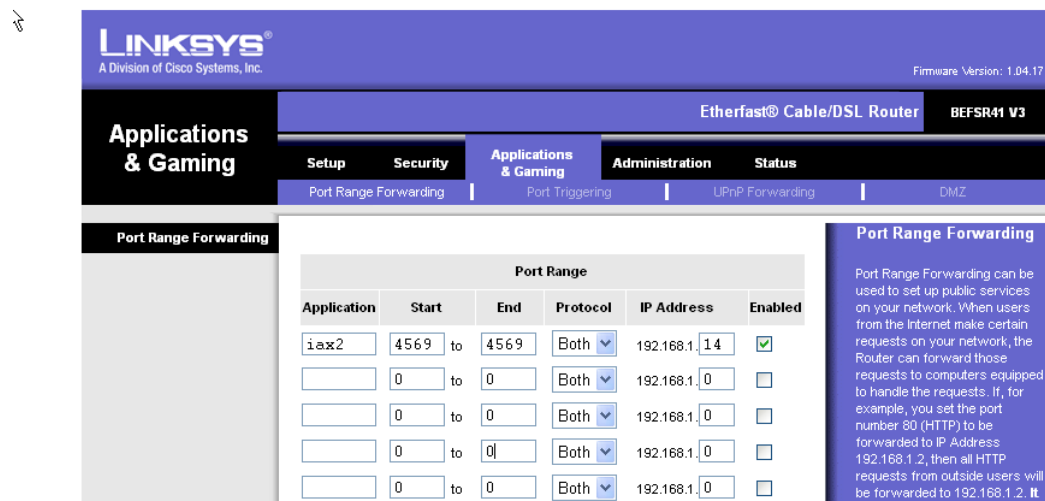 LINKSYS®
A Division of Cisco Systems, Inc.
Firmware Version: 1.04.17
Etherfast® Cable/DSL Router BEFSR41 V3
Applications & Gaming
Setup Security Applications & Gaming Administration Status
Port Range Forwarding Port Triggering UPnP Forwarding DMZ
Port Range Forwarding
Port Range
Application Start End Protocol IP Address Enabled
iax2 4569 to 4569 Both 192.168.1. 14
0 to 0 Both 192.168.1. 0
0 to 0 Both 192.168.1. 0
0 to 0 Both 192.168.1. 0
0 to 0 Both 192.168.1. 0
Port Range Forwarding
Port Range Forwarding can be
used to set up public services
on your network. When users
from the Internet make certain
requests on your network, the
Router can forward those
requests to computers equipped
to handle the requests. If, for
example, you set the port
number 80 (HTTP) to be
forwarded to IP Address
192.168.1.2, then all HTTP
requests from outside users will
be forwarded to 192.168.1.2. It